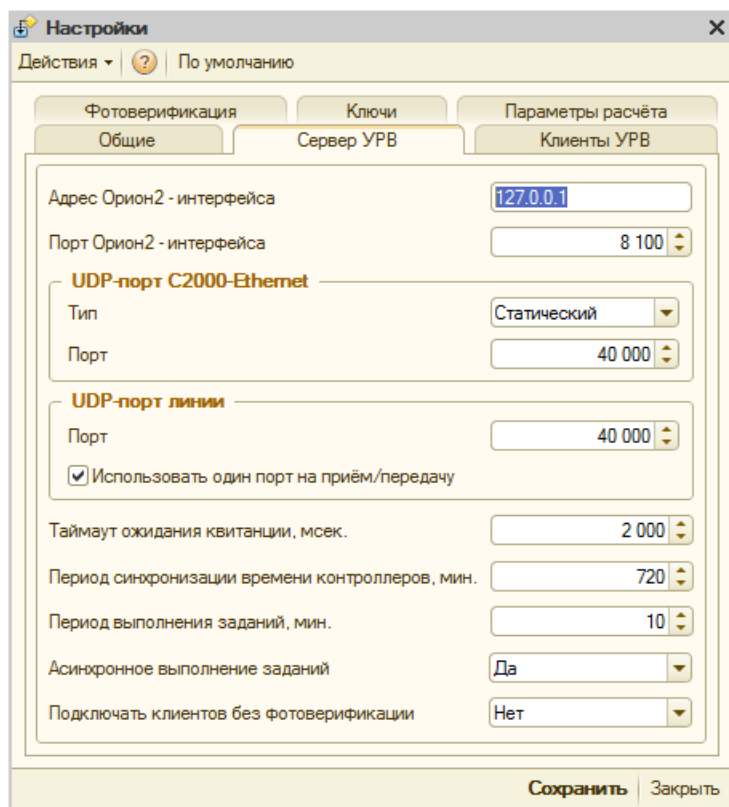 Настройки
Действия ? По умолчанию
Фотоверификация Ключи Параметры расчёта
Общие Сервер УРВ Клиенты УРВ
Адрес Орион2 - интерфейса 127.0.0.1
Порт Орион2 - интерфейса 8 100
UDP-порт C2000-Ethernet
Тип Статический
Порт 40 000
UDP-порт линии
Порт 40 000
Использовать один порт на приём/передачу
Таймаут ожидания квитанции, мсек. 2 000
Период синхронизации времени контроллеров, мин. 720
Период выполнения заданий, мин. 10
Асинхронное выполнение заданий Да
Подключать клиентов без фотоверификации Нет
Сохранить Закрыть